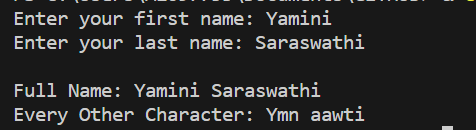 Enter your first name: Yamini
Enter your last name: Saraswathi
Full Name: Yamini Saraswathi
Every Other Character: Ymn aawti